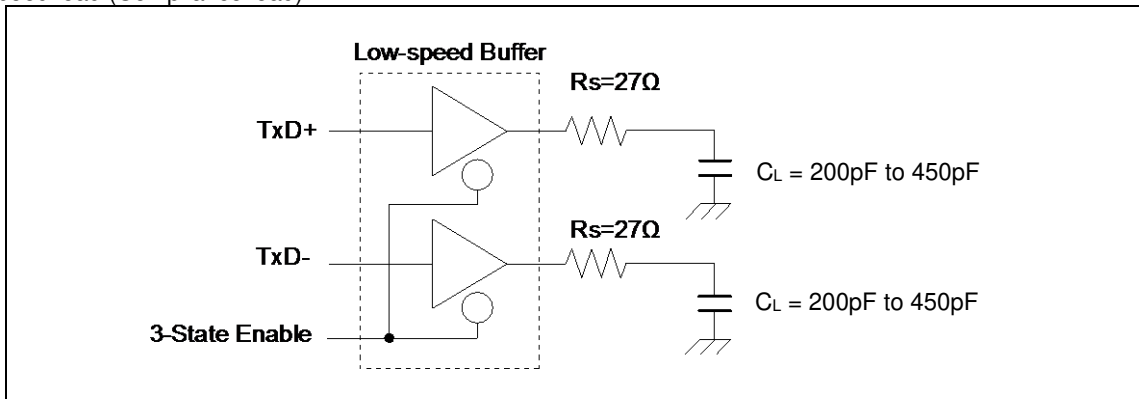 Low-speed Buffer
Rs=27Ω
TxD+
CL = 200pF to 450pF
Rs=27Ω
TxD-
CL = 200pF to 450pF
3-State Enable